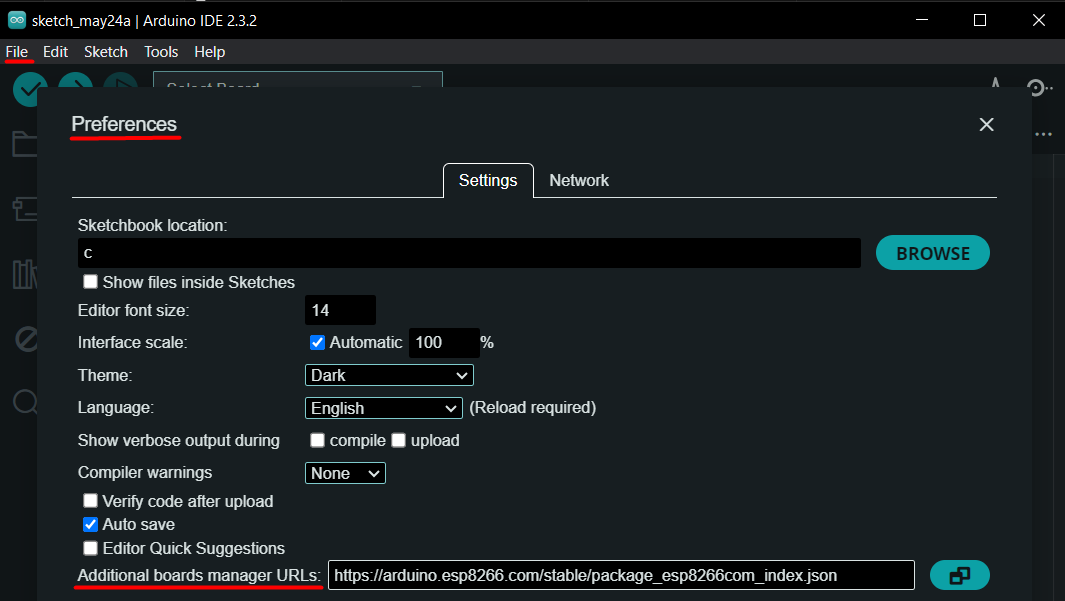 sketch_may24a | Arduino IDE 2.3.2
File Edit Sketch Tools Help
Preferences
Settings Network
Sketchbook location:
c
BROWSE
Show files inside Sketches
Editor font size: 14
Interface scale: Automatic 100 %
Theme: Dark
Language: English (Reload required)
Show verbose output during compile upload
Compiler warnings None
Verify code after upload
Auto save
Editor Quick Suggestions
Additional boards manager URLs: https://arduino.esp8266.com/stable/package_esp8266com_index.json